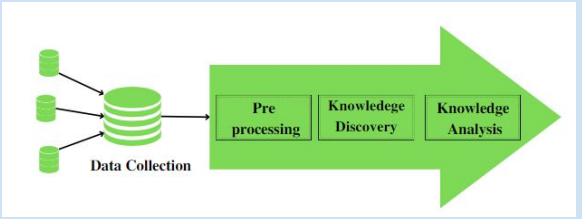 Pre
processing
Knowledege
Discovery
Knowledge
Analysis
Data Collection